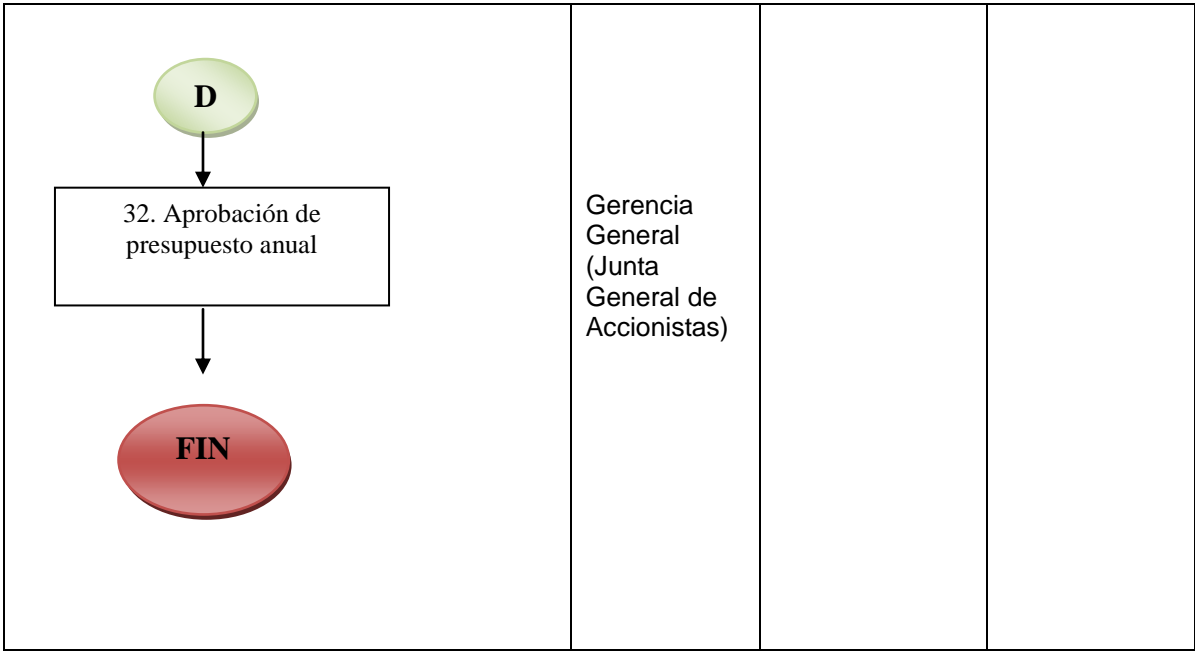 D
32. Aprobación de
presupuesto anual
FIN
Gerencia
General
(Junta
General de
Accionistas)